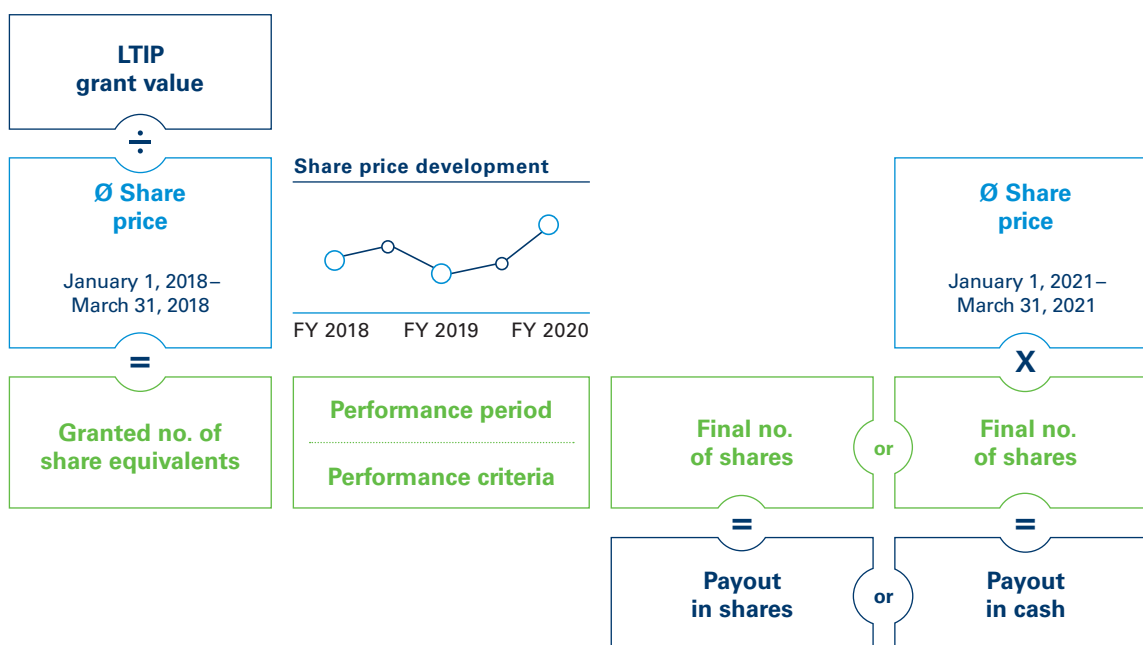 LTIP
grant value
÷
Ø Share
price
January 1, 2018–
March 31, 2018
=
Granted no. of
share equivalents
Share price development
FY 2018
FY 2019
FY 2020
Performance period
Performance criteria
Final no.
of shares
=
Payout
in shares
or
or
Ø Share
price
January 1, 2021–
March 31, 2021
X
Final no.
of shares
=
Payout
in cash